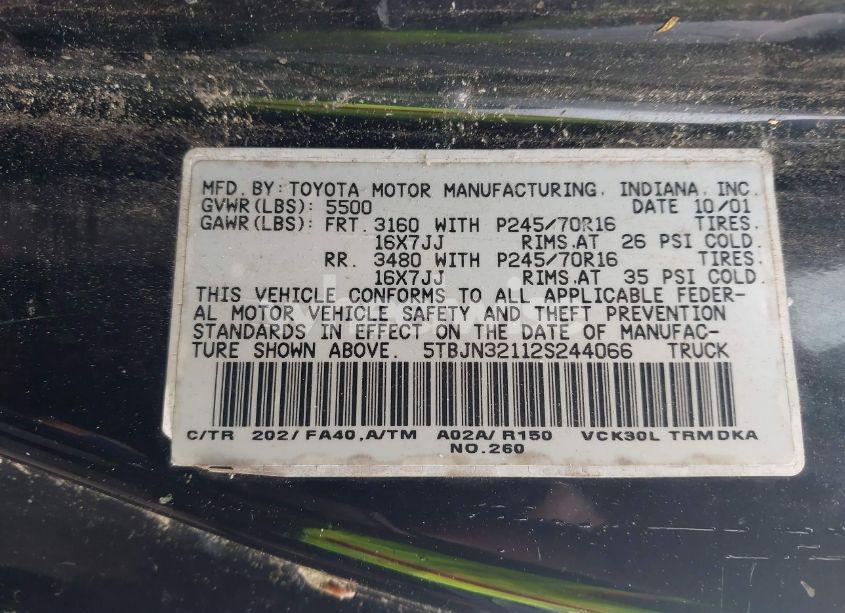 MFD. BY: TOYOTA MOTOR MANUFACTURING, INDIANA, INC.
GVWR(LBS): 5500 DATE 10/01
GAWR(LBS): FRT. 3160 WITH P245/70R16 TIRES.
16X7JJ RIMS.AT 26 PSI COLD.
RR. 3480 WITH P245/70R16 TIRES.
16X7JJ RIMS.AT 35 PSI COLD.
THIS VEHICLE CONFORMS TO ALL APPLICABLE FEDER-
AL MOTOR VEHICLE SAFETY AND THEFT PREVENTION
STANDARDS IN EFFECT ON THE DATE OF MANUFAC-
TURE SHOWN ABOVE. 5TBJN32112S244066 TRUCK
C/TR 202/FA40,A/TM A02A/R150 VCK30L TRMDKA
NO.260